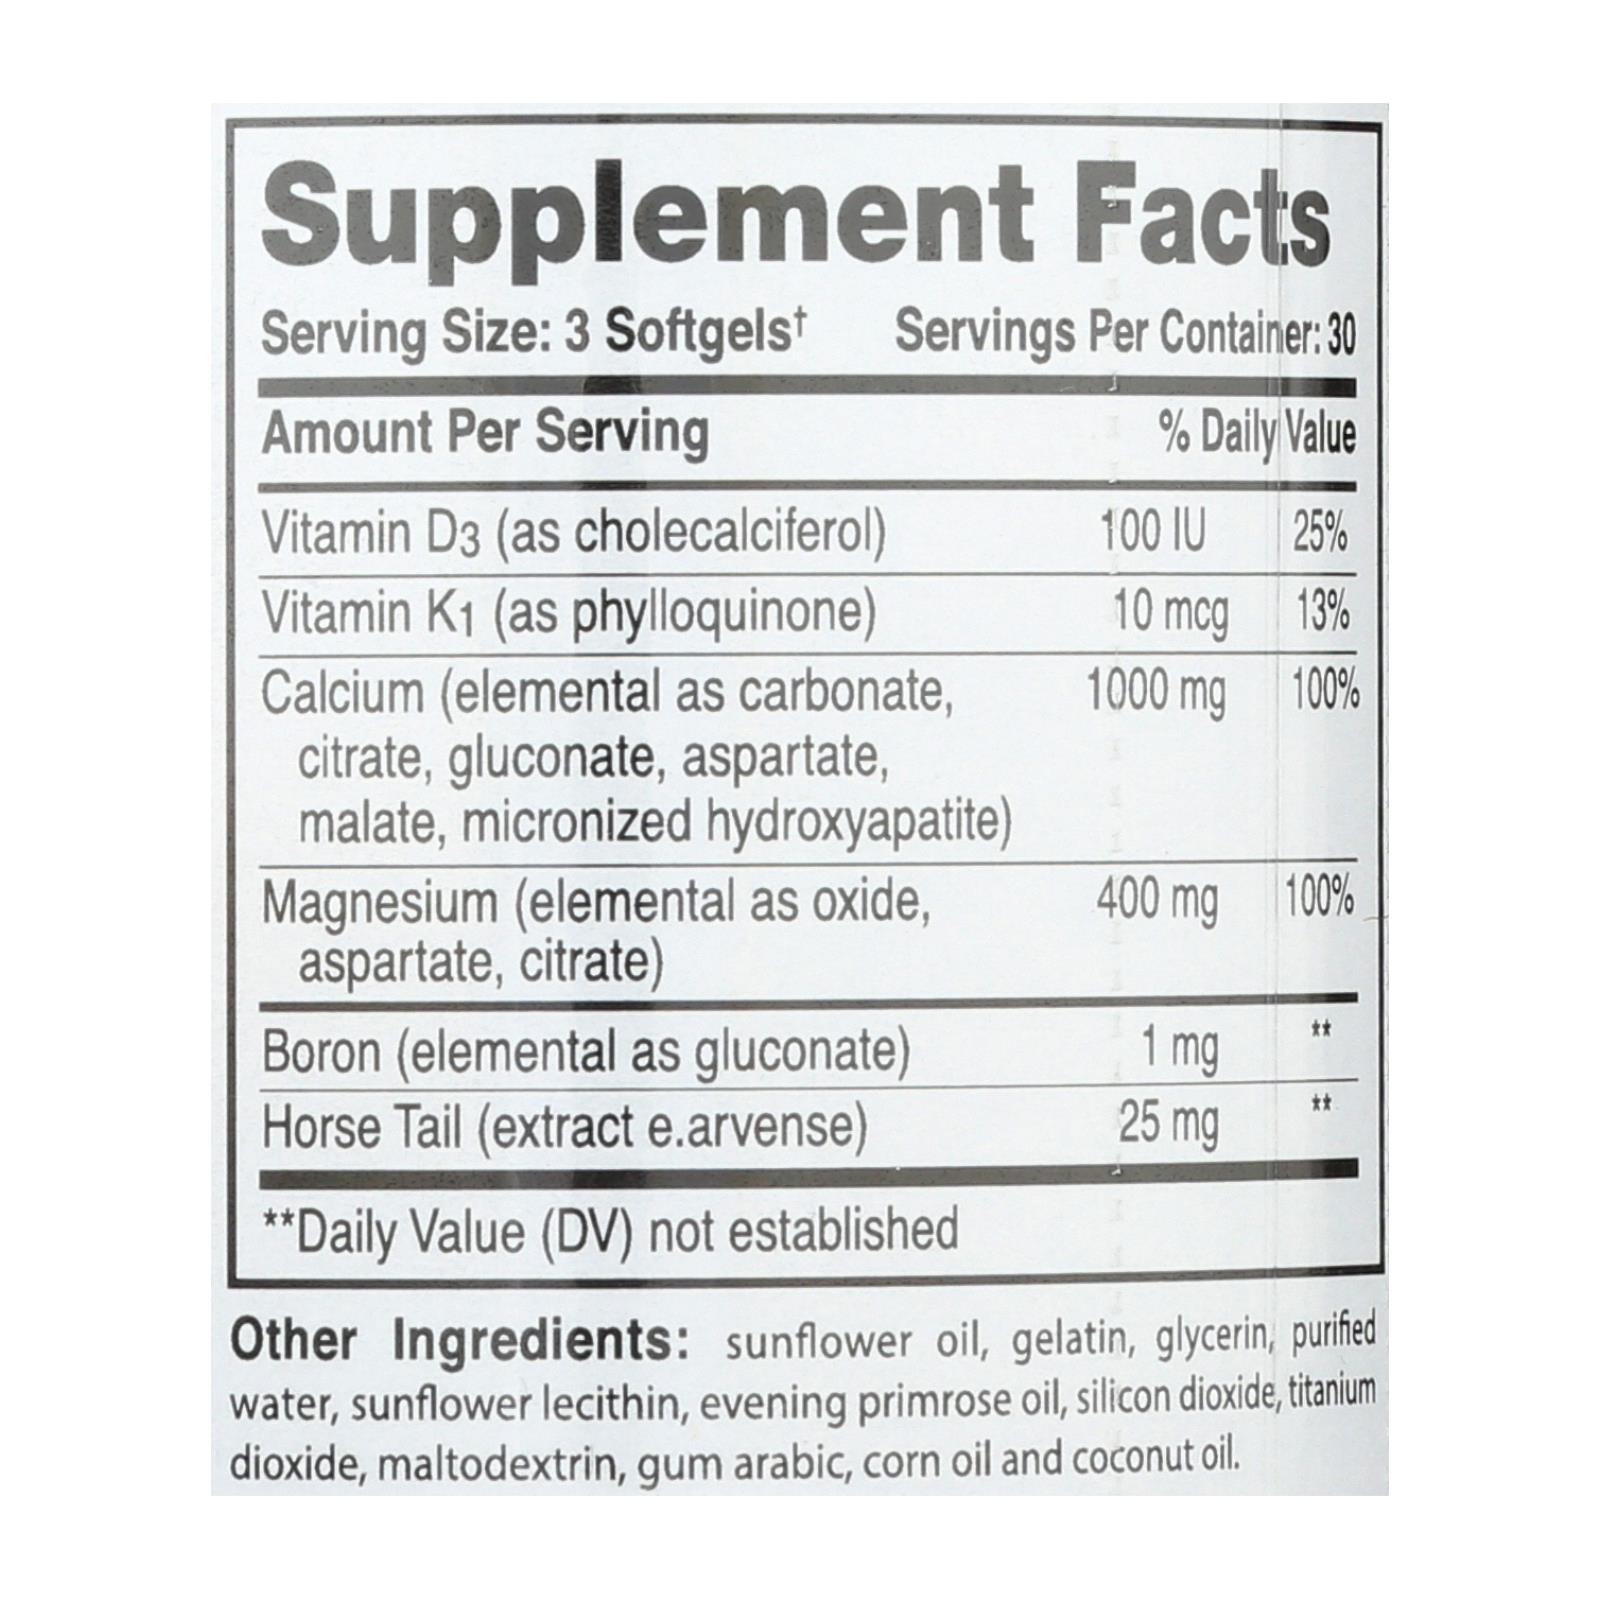 Supplement Facts
Serving Size: 3 Softgels† Servings Per Container: 30
Amount Per Serving % Daily Value
Vitamin D3 (as cholecalciferol) 100 IU 25%
Vitamin K1 (as phylloquinone) 10 mcg 13%
Calcium (elemental as carbonate, 1000 mg 100%
citrate, gluconate, aspartate,
malate, micronized hydroxyapatite)
Magnesium (elemental as oxide, 400 mg 100%
aspartate, citrate)
Boron (elemental as gluconate) 1 mg **
Horse Tail (extract e.arvense) 25 mg **
**Daily Value (DV) not established
Other Ingredients: sunflower oil, gelatin, glycerin, purified
water, sunflower lecithin, evening primrose oil, silicon dioxide, titanium
dioxide, maltodextrin, gum arabic, corn oil and coconut oil.